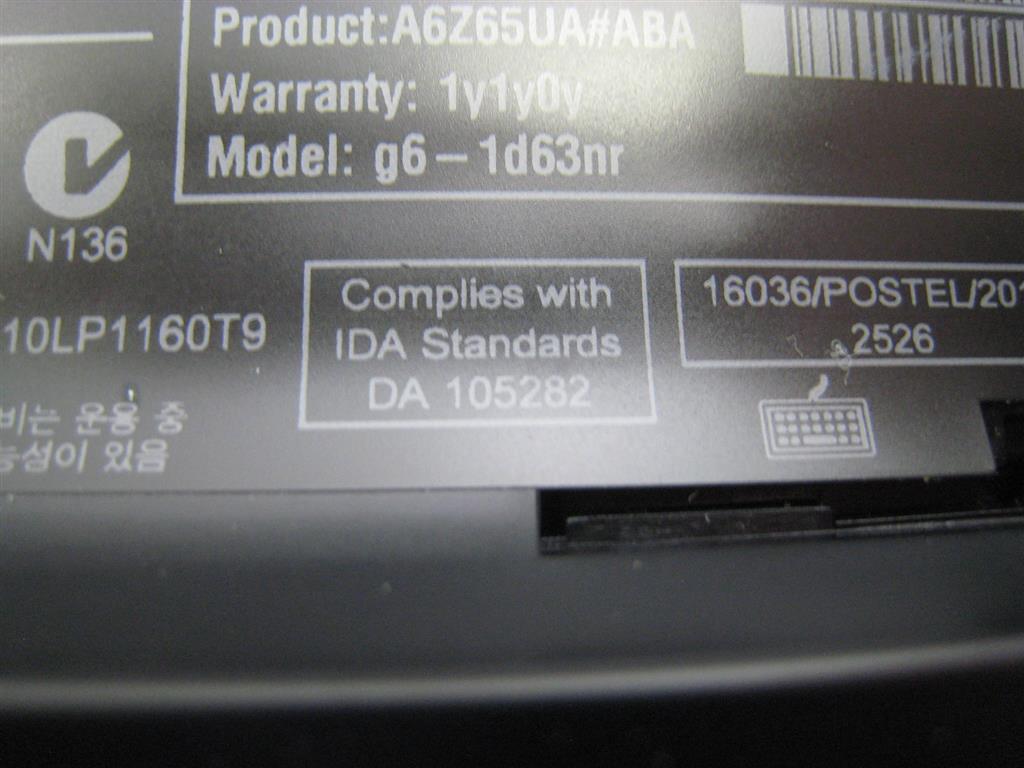 Product:A6Z65UA#ABA
Warranty: 1y1y0y
Model: g6-1d63nr
N136
10LP1160T9
Complies with
IDA Standards
DA 105282
16036/POSTEL/201
2526
비는 운용 중
능성이 있음